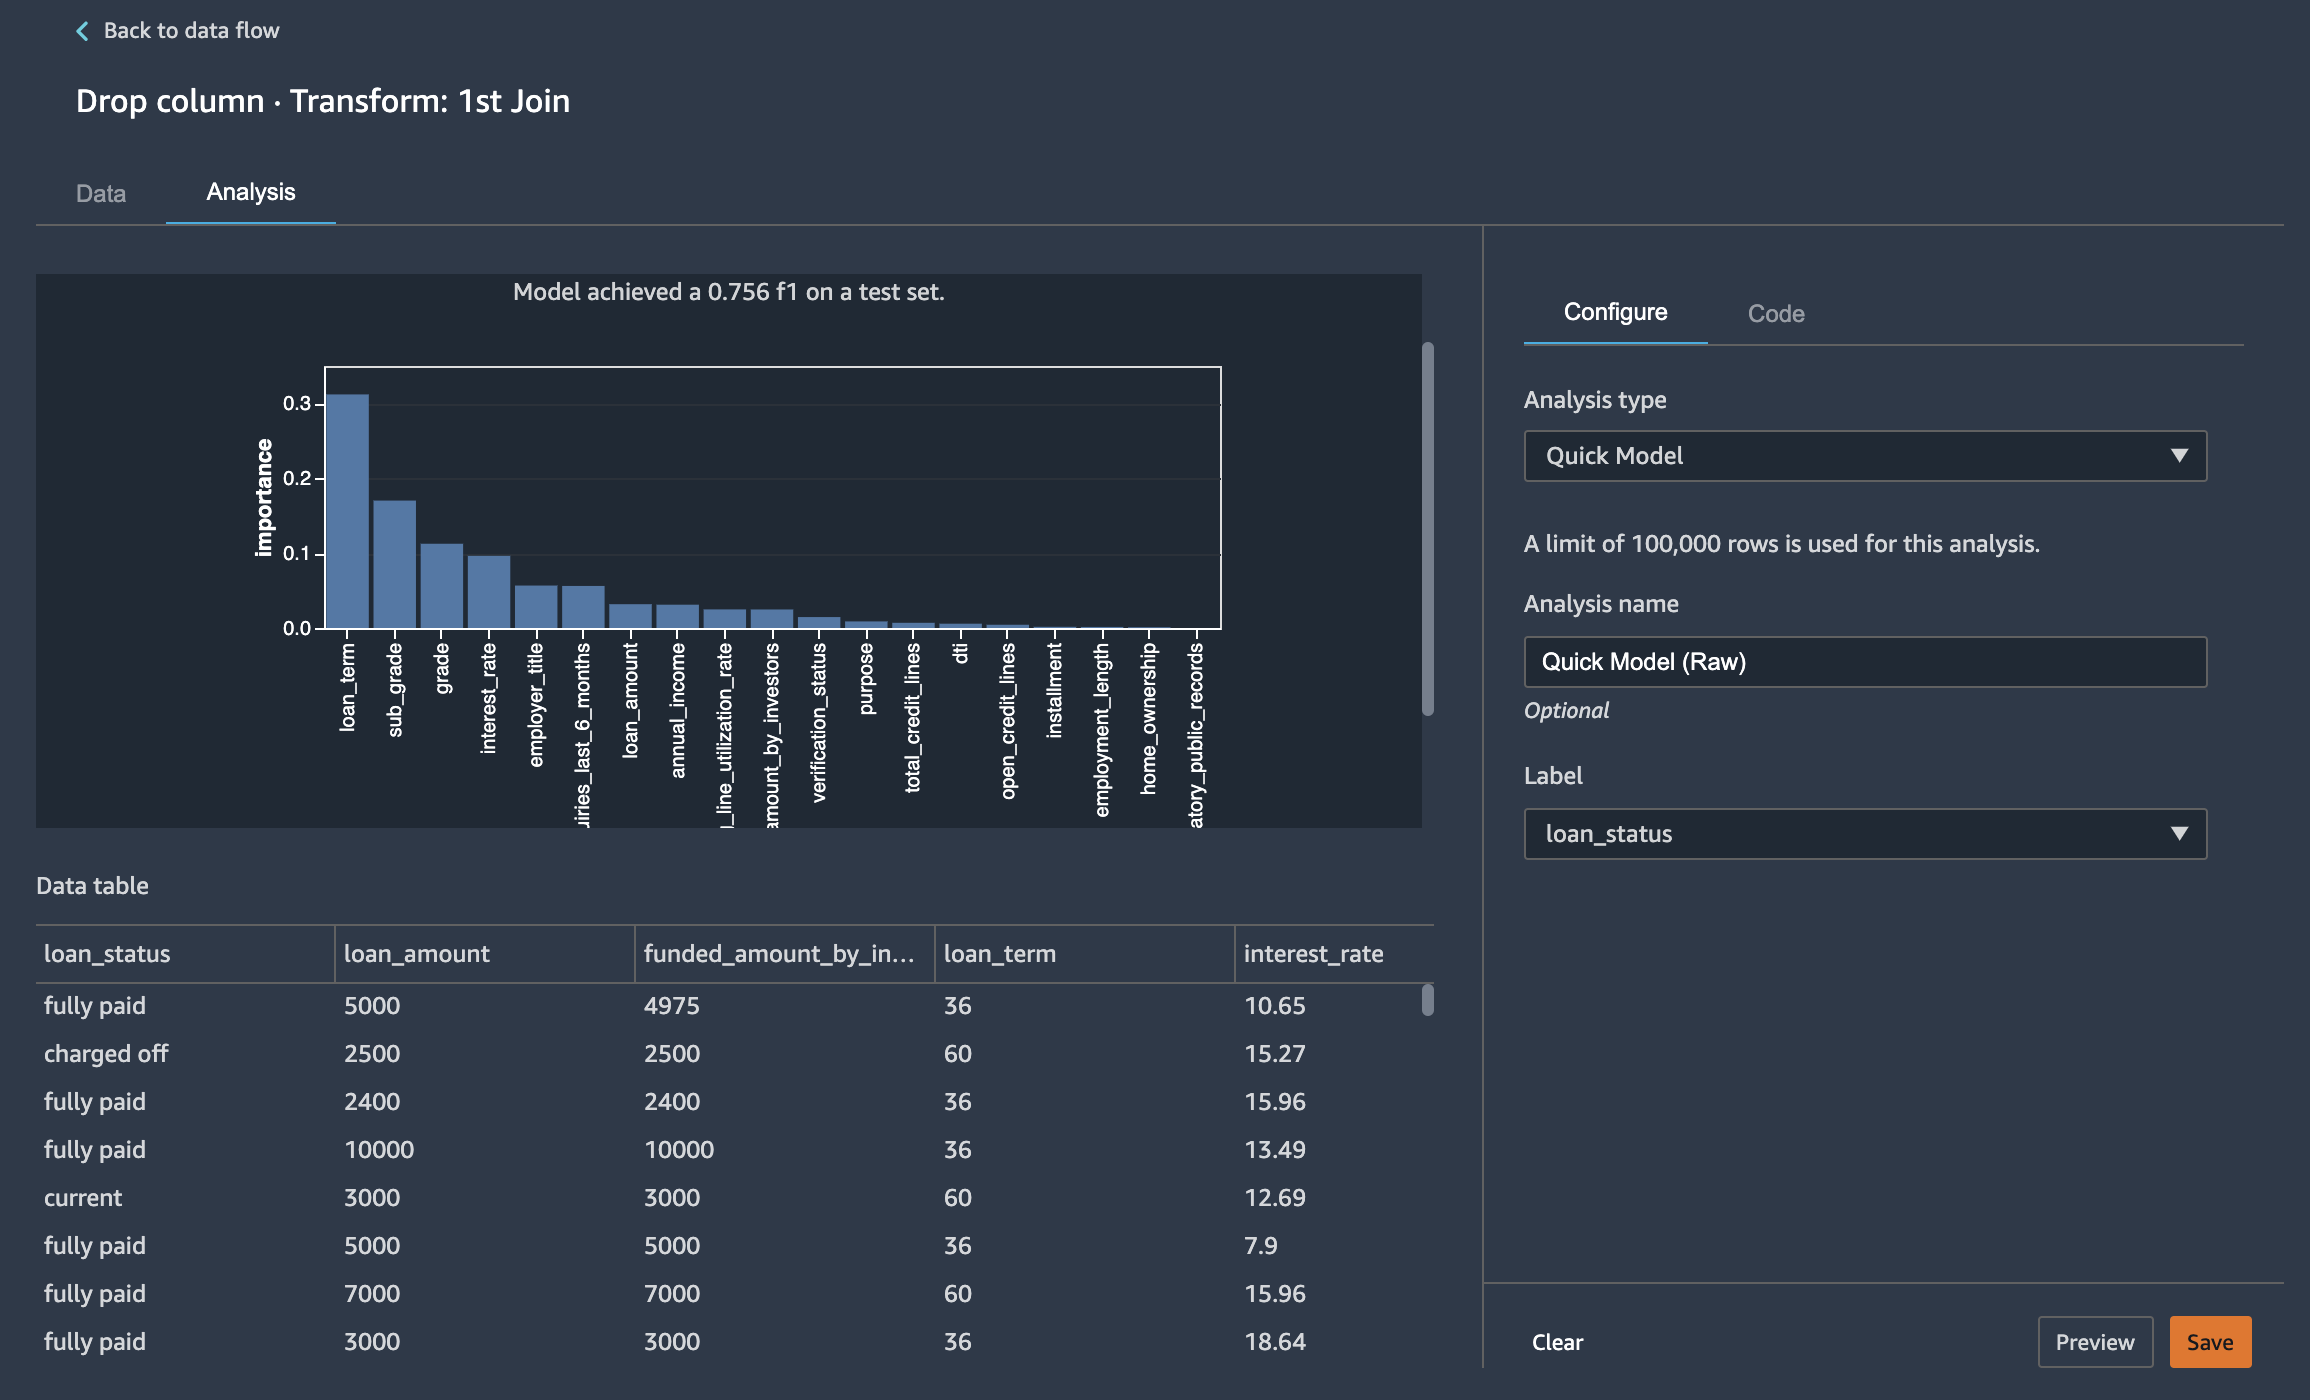 Back to data flow
Drop column · Transform: 1st Join
Data
Analysis
Model achieved a 0.756 f1 on a test set.
importance
0.3
0.2
0.1
0.0
loan_term
sub_grade
grade
interest_rate
employer_title
uiries_last_6_months
loan_amount
annual_income
_line_utilization_rate
amount_by_investors
verification_status
purpose
total_credit_lines
dti
open_credit_lines
installment
employment_length
home_ownership
atory_public_records
Data table
loan_status loan_amount funded_amount_by_in... loan_term interest_rate
fully paid 5000 4975 36 10.65
charged off 2500 2500 60 15.27
fully paid 2400 2400 36 15.96
fully paid 10000 10000 36 13.49
current 3000 3000 60 12.69
fully paid 5000 5000 36 7.9
fully paid 7000 7000 60 15.96
fully paid 3000 3000 36 18.64
Configure
Code
Analysis type
Quick Model
A limit of 100,000 rows is used for this analysis.
Analysis name
Quick Model (Raw)
Optional
Label
loan_status
Clear
Preview
Save